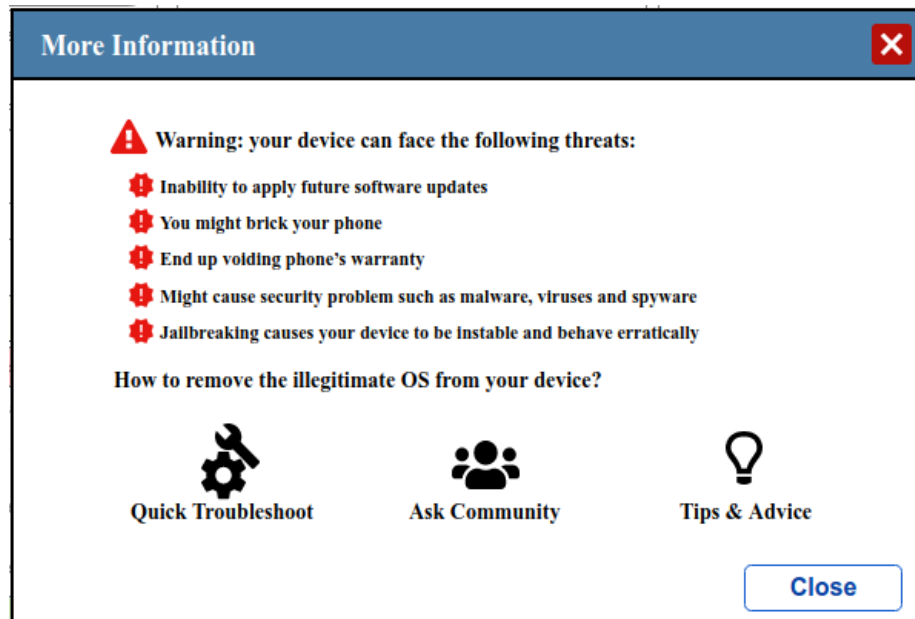 More Information
Warning: your device can face the following threats:
Inability to apply future software updates
You might brick your phone
End up voiding phone's warranty
Might cause security problem such as malware, viruses and spyware
Jailbreaking causes your device to be instable and behave erratically
How to remove the illegitimate OS from your device?
Quick Troubleshoot
Ask Community
Tips & Advice
Close